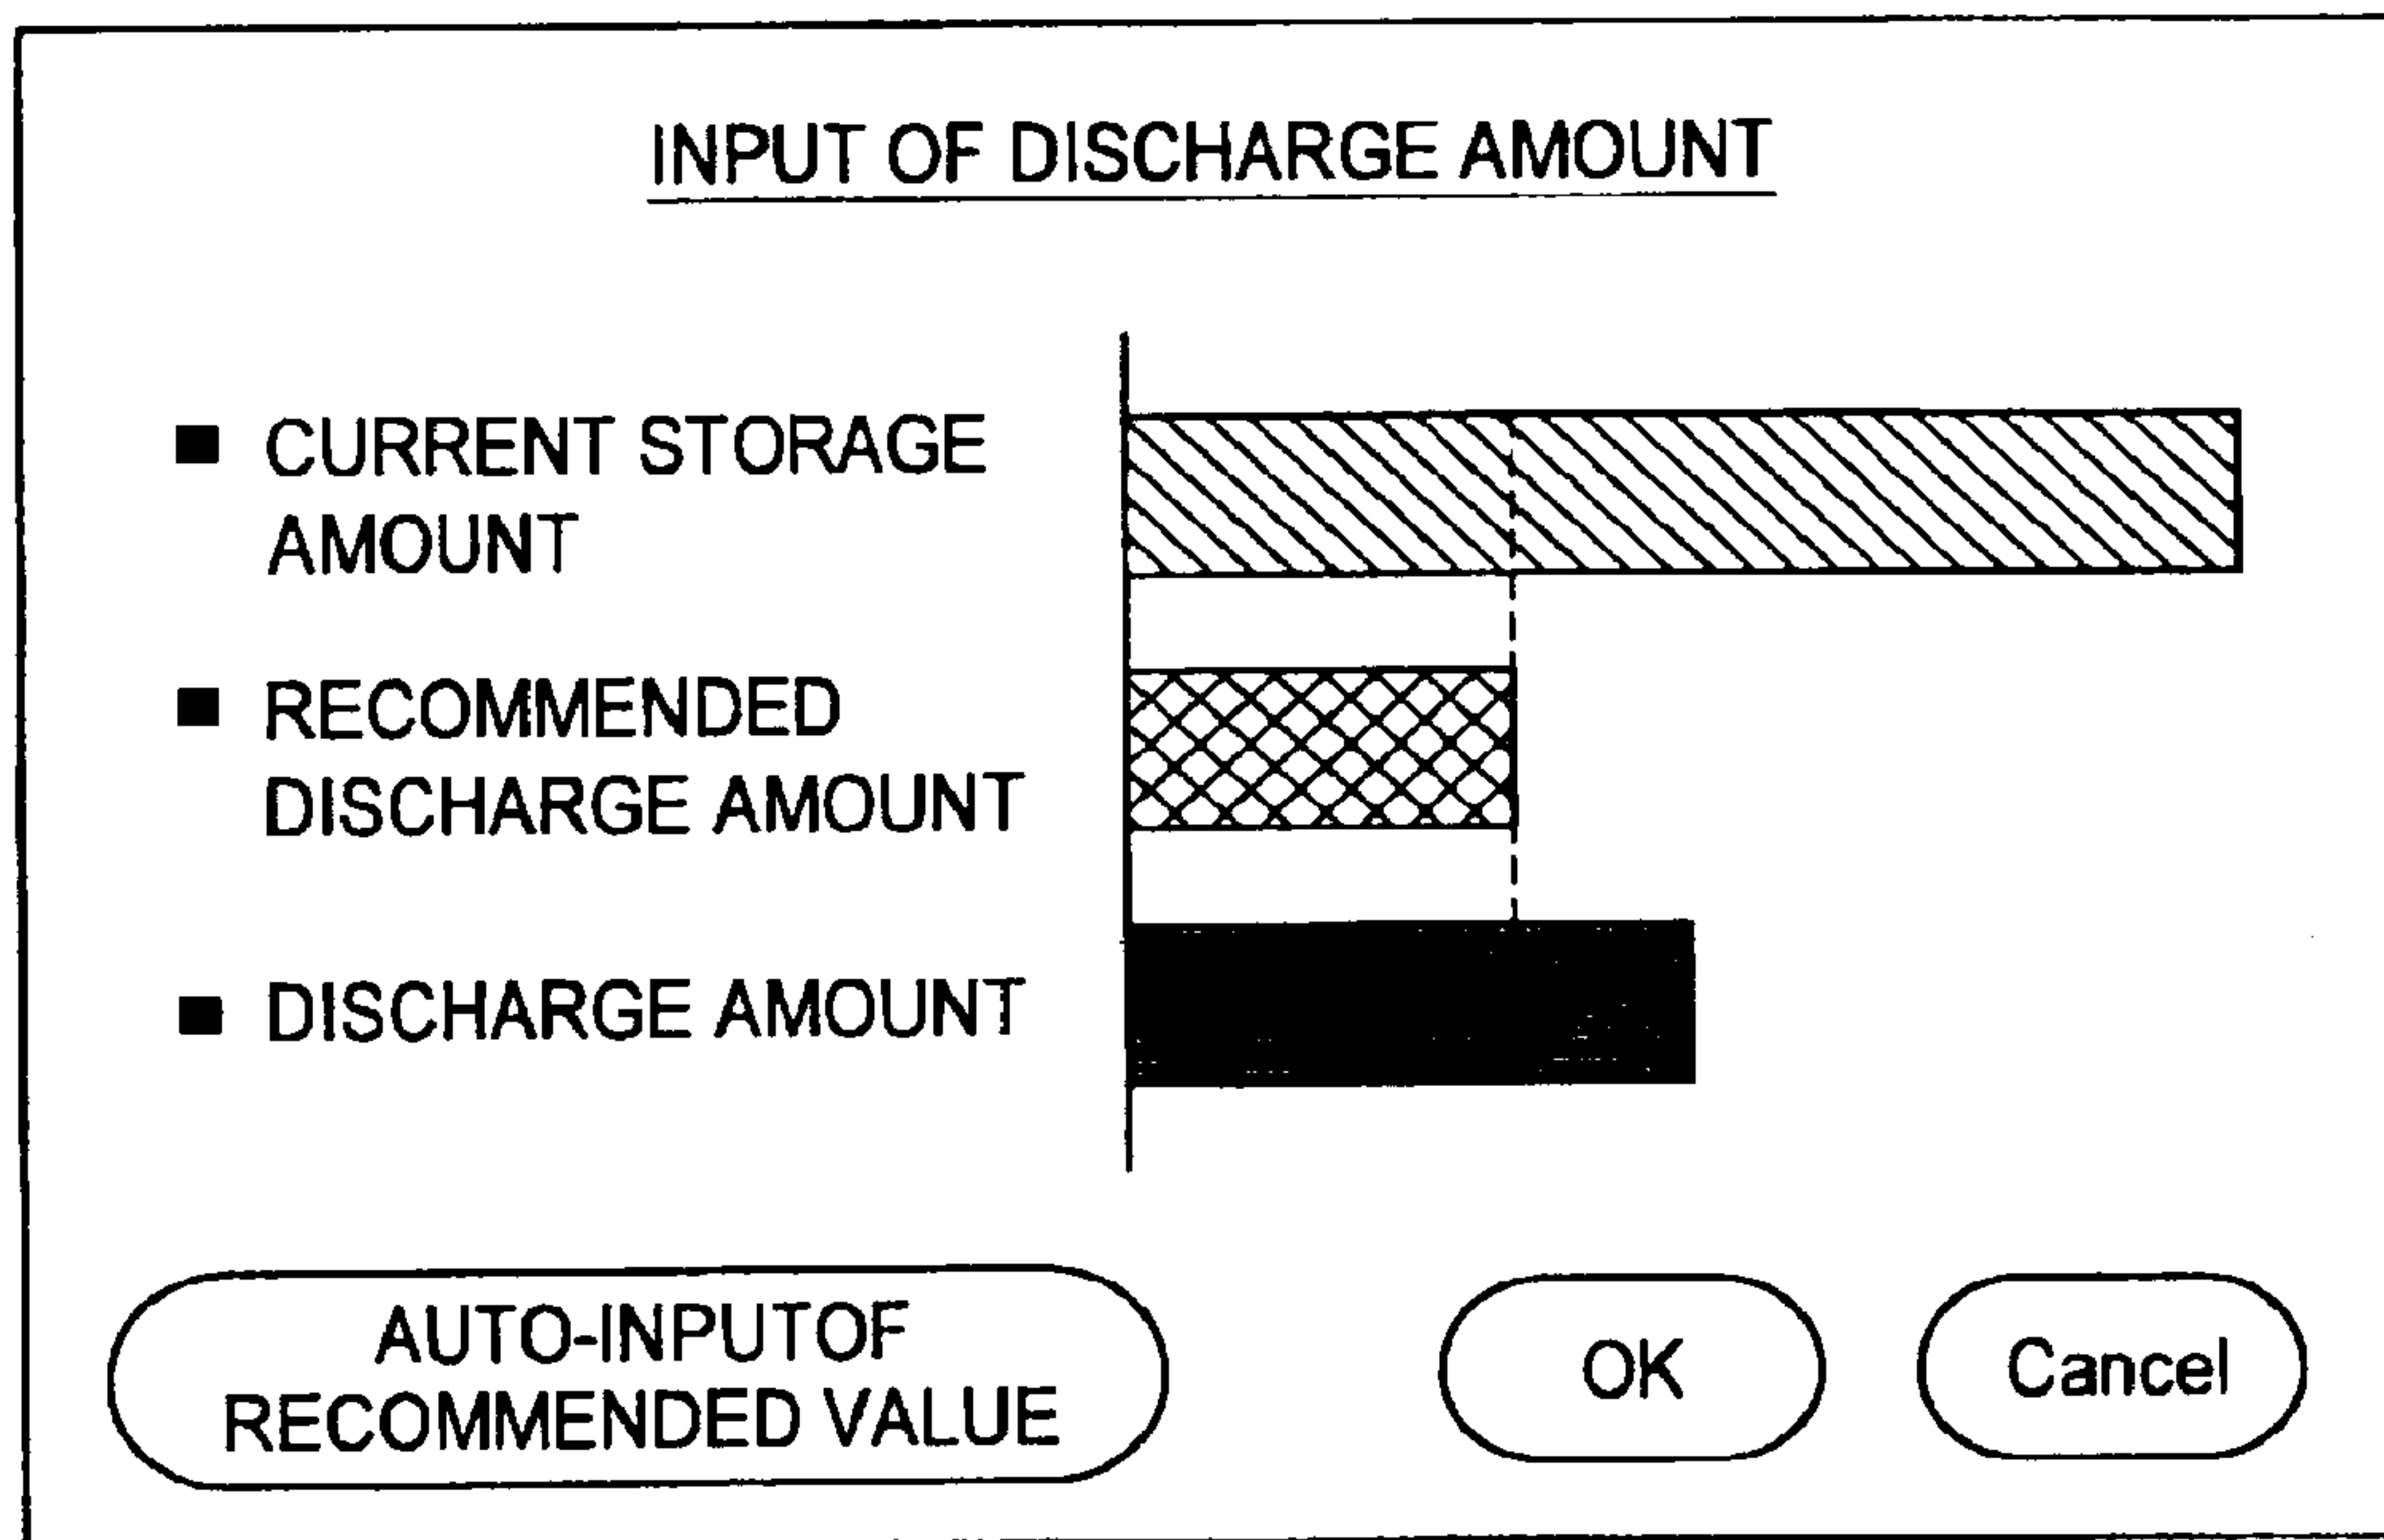 INPUT OF DISCHARGE AMOUNT
■ CURRENT STORAGE
AMOUNT
■ RECOMMENDED
DISCHARGE AMOUNT
■ DISCHARGE AMOUNT
AUTO-INPUTOF
RECOMMENDED VALUE
OK
Cancel